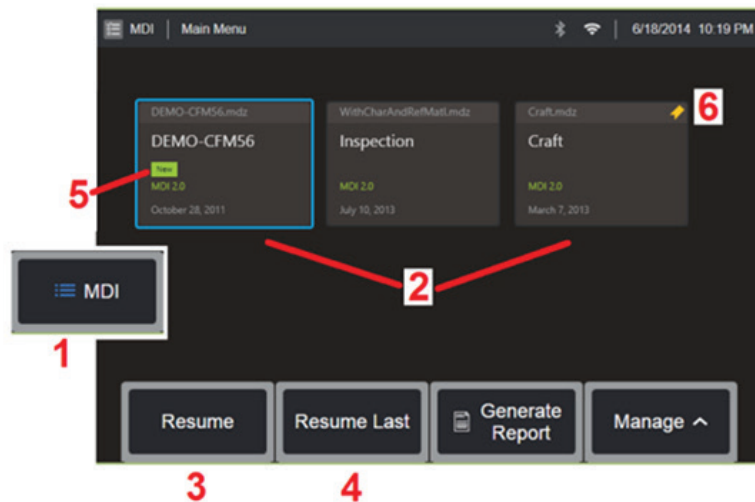 MDI | Main Menu 6/18/2014 10:19 PM
DEMO-CFM56.mdz WithCharAndRefMatl.mdz Craft.mdz 6
DEMO-CFM56 Inspection Craft
New
5 MDI 2.0 MDI 2.0 MDI 2.0
October 28, 2011 July 10, 2013 March 7, 2013
2
MDI
1
Resume Resume Last Generate Report Manage
3 4